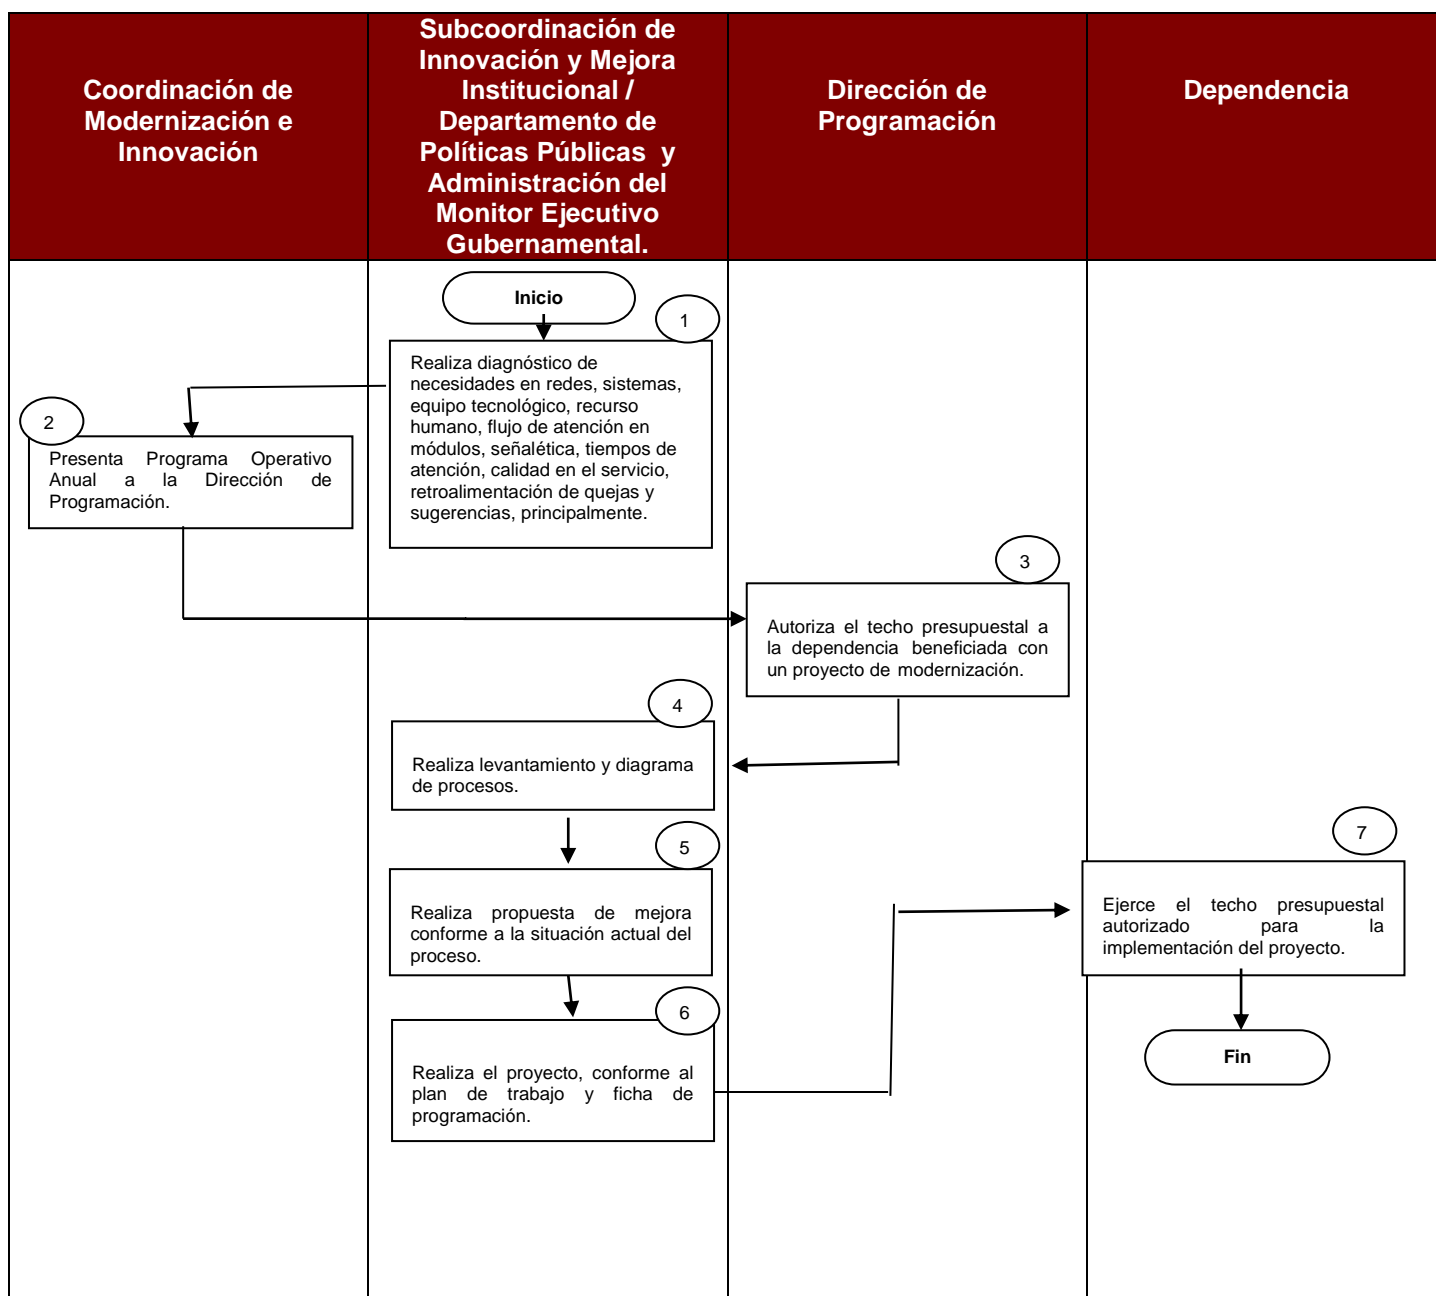 Coordinación de
Modernización e
Innovación
Subcoordinación de
Innovación y Mejora
Institucional /
Departamento de
Políticas Públicas y
Administración del
Monitor Ejecutivo
Gubernamental.
Dirección de
Programación
Dependencia
Inicio
1
Realiza diagnóstico de
necesidades en redes, sistemas,
equipo tecnológico, recurso
humano, flujo de atención en
módulos, señalética, tiempos de
atención, calidad en el servicio,
retroalimentación de quejas y
sugerencias, principalmente.
2
Presenta Programa Operativo
Anual a la Dirección de
Programación.
3
Autoriza el techo presupuestal a
la dependencia beneficiada con
un proyecto de modernización.
4
Realiza levantamiento y diagrama
de procesos.
5
Realiza propuesta de mejora
conforme a la situación actual del
proceso.
6
Realiza el proyecto, conforme al
plan de trabajo y ficha de
programación.
7
Ejerce el techo presupuestal
autorizado para la
implementación del proyecto.
Fin